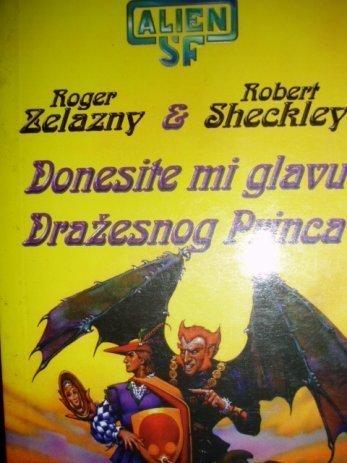 ALIEN
SF
Roger Zelazny & Robert Sheckley
Donesite mi glavu
Dražesnog Princa